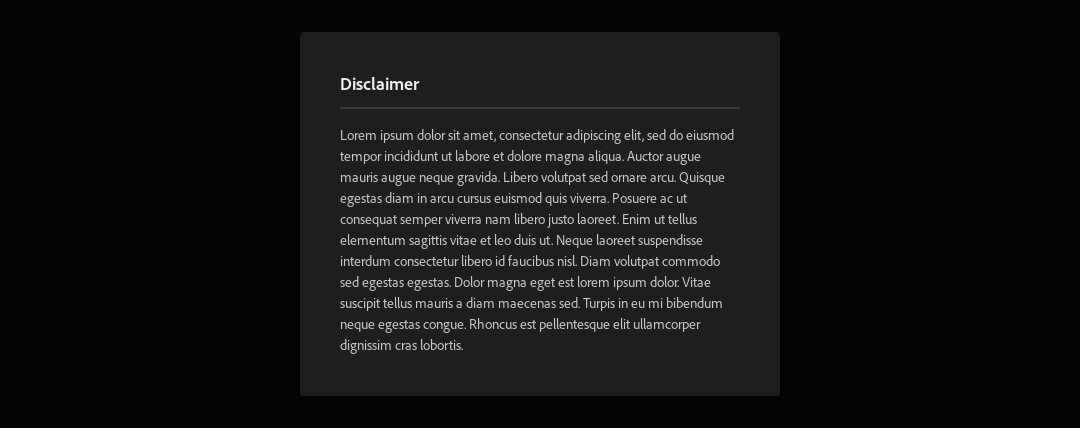 Disclaimer
Lorem ipsum dolor sit amet, consectetur adipiscing elit, sed do eiusmod
tempor incididunt ut labore et dolore magna aliqua. Auctor augue
mauris augue neque gravida. Libero volutpat sed ornare arcu. Quisque
egestas diam in arcu cursus euismod quis viverra. Posuere ac ut
consequat semper viverra nam libero justo laoreet. Enim ut tellus
elementum sagittis vitae et leo duis ut. Neque laoreet suspendisse
interdum consectetur libero id faucibus nisl. Diam volutpat commodo
sed egestas egestas. Dolor magna eget est lorem ipsum dolor. Vitae
suscipit tellus mauris a diam maecenas sed. Turpis in eu mi bibendum
neque egestas congue. Rhoncus est pellentesque elit ullamcorper
dignissim cras lobortis.